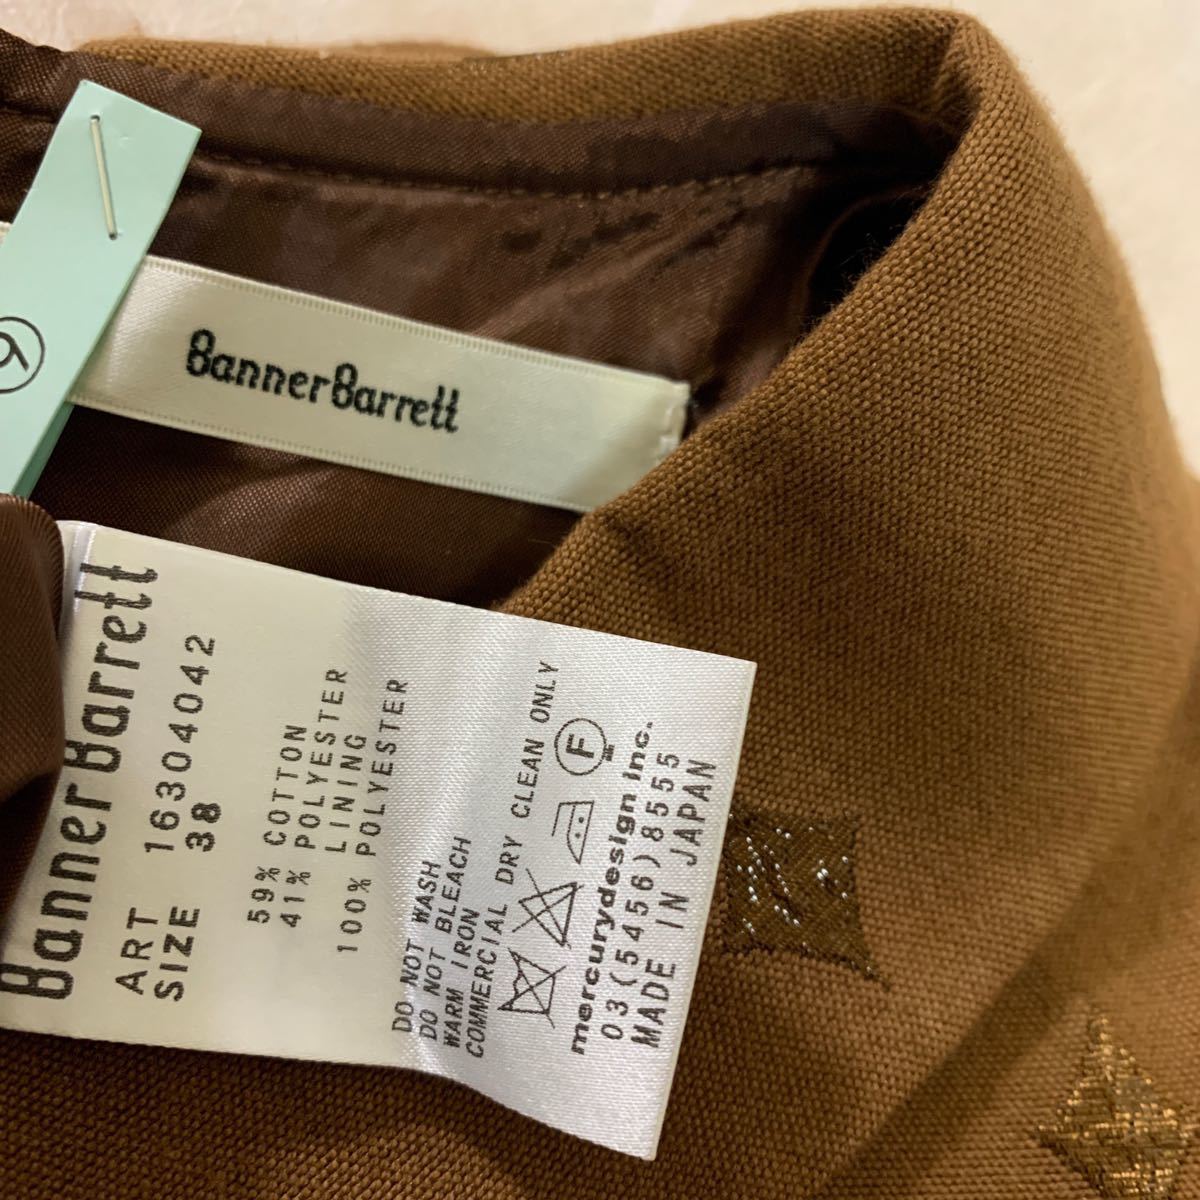 6
BannerBarrett
BannerBarrett
ART 16304042
SIZE 38
59% COTTON
41% POLYESTER
LINING
100% POLYESTER
DO NOT WASH
DO NOT BLEACH
WARM IRON
COMMERCIAL DRY CLEAN ONLY
F
mercurydesign inc.
03(5456)8555
MADE IN JAPAN